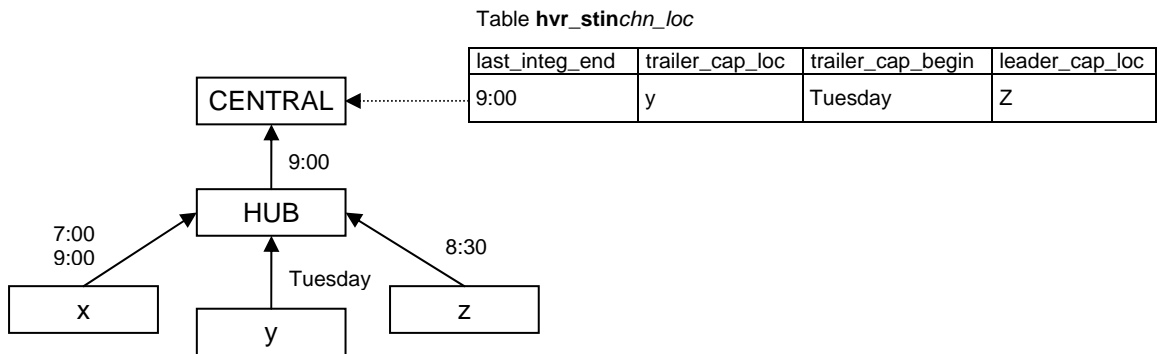 Table hvr_stinchn_loc
last_integ_end trailer_cap_loc trailer_cap_begin leader_cap_loc
9:00 y Tuesday Z
CENTRAL
9:00
HUB
7:00
9:00
8:30
Tuesday
x
z
y